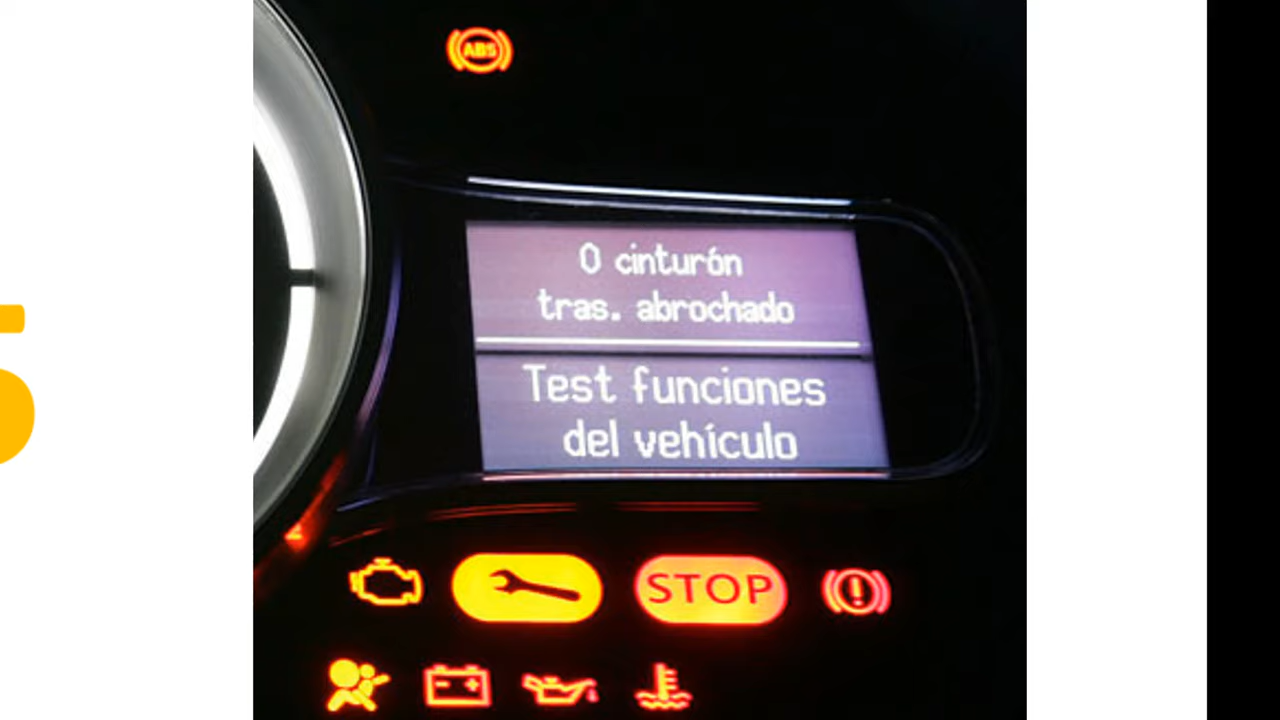 ABS
0 cinturón
tras. abrochado
Test funciones
del vehículo
STOP